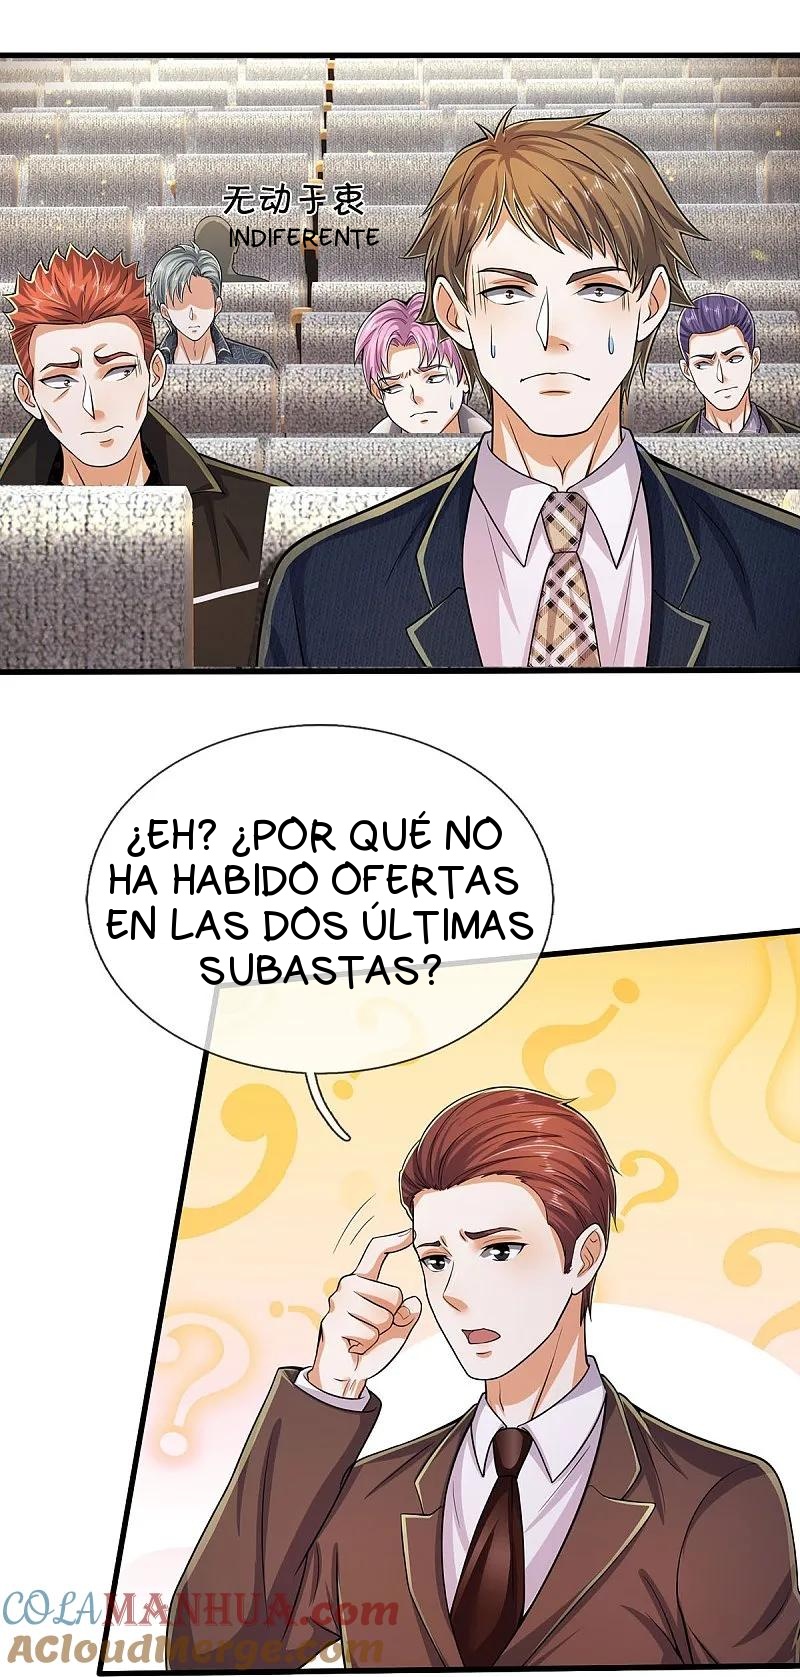 无动于衷
INDIFERENTE
¿EH? ¿POR QUÉ NO
HA HABIDO OFERTAS
EN LAS DOS ÚLTIMAS
SUBASTAS?
COLAMANHUA.com
ACloudMerge.com